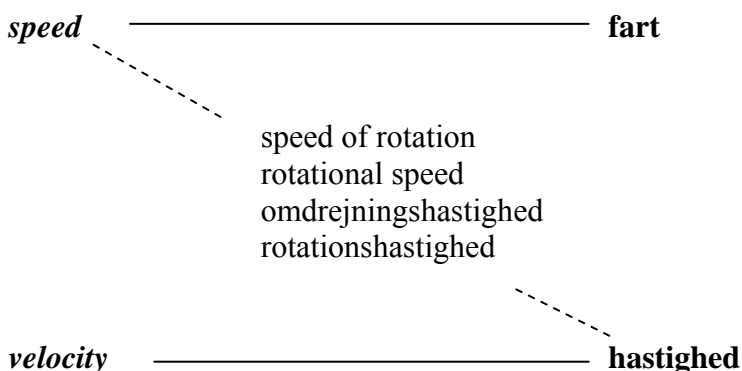 speed fart
speed of rotation
rotational speed
omdrejningshastighed
rotationshastighed
velocity hastighed